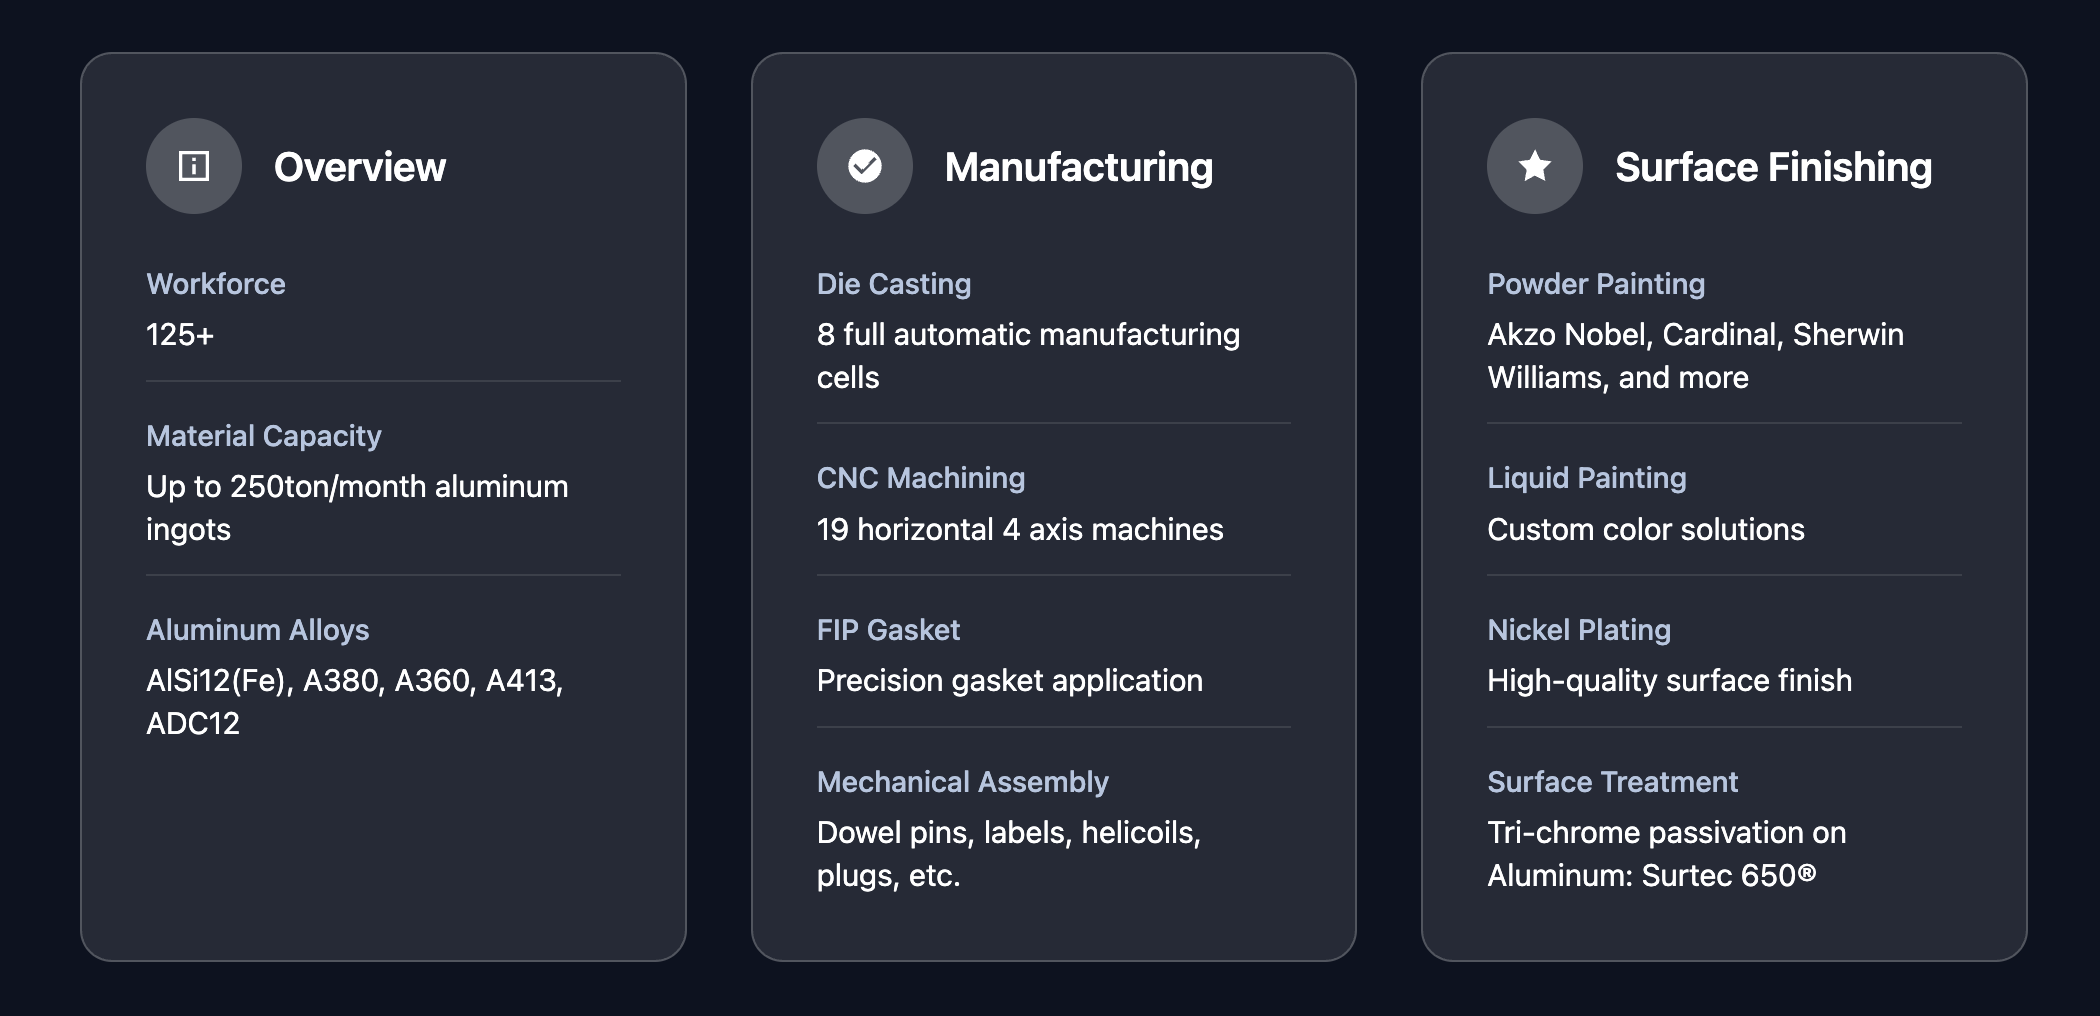 Overview
Workforce
125+
Material Capacity
Up to 250ton/month aluminum
ingots
Aluminum Alloys
AlSi12(Fe), A380, A360, A413,
ADC12
Manufacturing
Die Casting
8 full automatic manufacturing
cells
CNC Machining
19 horizontal 4 axis machines
FIP Gasket
Precision gasket application
Mechanical Assembly
Dowel pins, labels, helicoils,
plugs, etc.
Surface Finishing
Powder Painting
Akzo Nobel, Cardinal, Sherwin
Williams, and more
Liquid Painting
Custom color solutions
Nickel Plating
High-quality surface finish
Surface Treatment
Tri-chrome passivation on
Aluminum: Surtec 650®